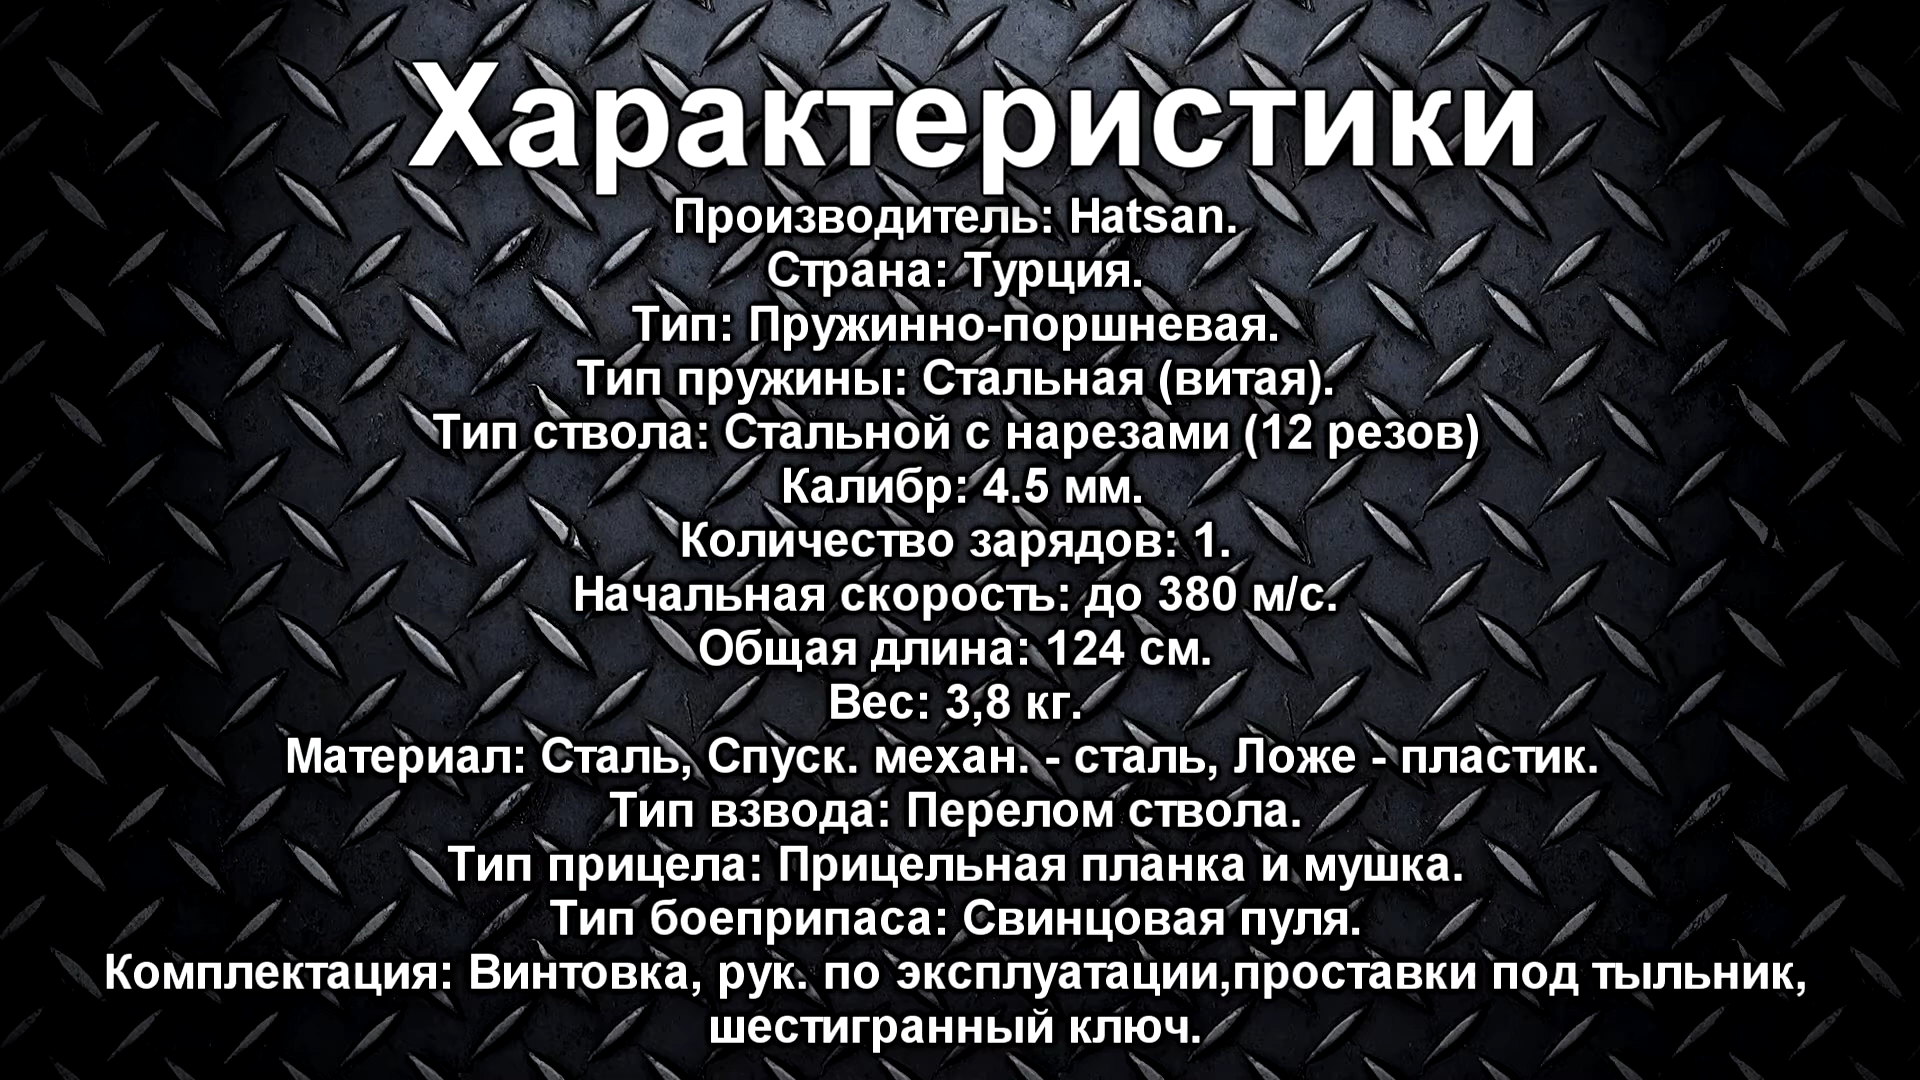 Характеристики
Производитель: Hatsan.
Страна: Турция.
Тип: Пружинно-поршневая.
Тип пружины: Стальная (витая).
Тип ствола: Стальной с нарезами (12 резов)
Калибр: 4.5 мм.
Количество зарядов: 1.
Начальная скорость: до 380 м/с.
Общая длина: 124 см.
Вес: 3,8 кг.
Материал: Сталь, Спуск. механ. - сталь, Ложе - пластик.
Тип взвода: Перелом ствола.
Тип прицела: Прицельная планка и мушка.
Тип боеприпаса: Свинцовая пуля.
Комплектация: Винтовка, рук. по эксплуатации,проставки под тыльник,
шестигранный ключ.